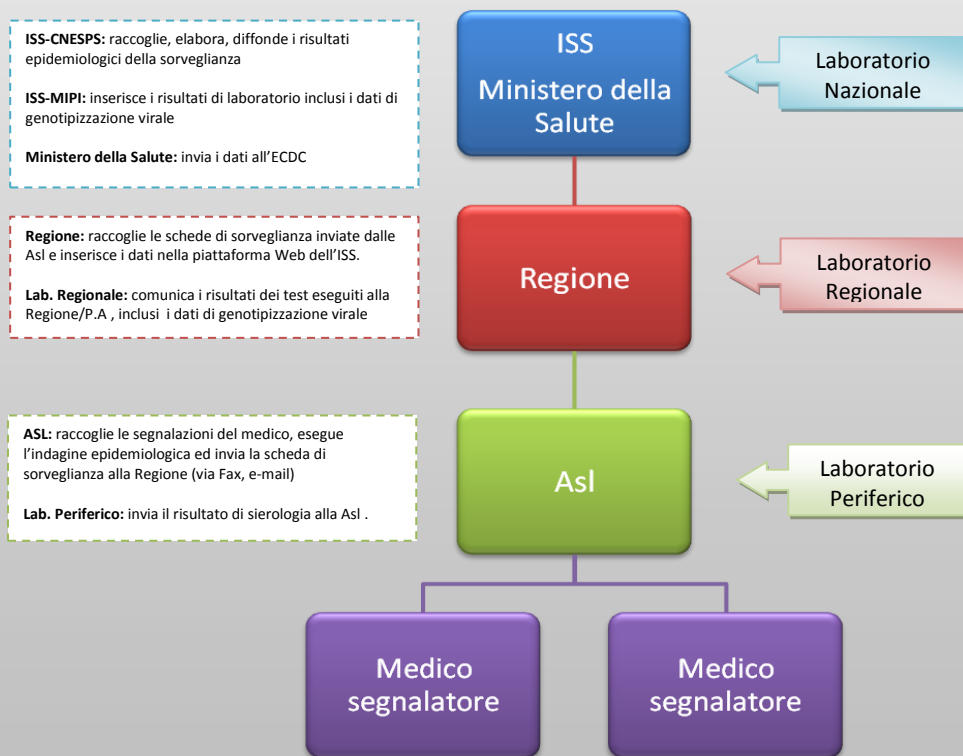 ISS-CNESPS: raccoglie, elabora, diffonde i risultati
epidemiologici della sorveglianza
ISS-MIPI: inserisce i risultati di laboratorio inclusi i dati di
genotipizzazione virale
Ministero della Salute: invia i dati all’ECDC
ISS
Ministero della
Salute
Laboratorio
Nazionale
Regione: raccoglie le schede di sorveglianza inviate dalle
Asl e inserisce i dati nella piattaforma Web dell’ISS.
Lab. Regionale: comunica i risultati dei test eseguiti alla
Regione/P.A , inclusi i dati di genotipizzazione virale
Regione
Laboratorio
Regionale
ASL: raccoglie le segnalazioni del medico, esegue
l’indagine epidemiologica ed invia la scheda di
sorveglianza alla Regione (via Fax, e-mail)
Lab. Periferico: invia il risultato di sierologia alla Asl .
Asl
Laboratorio
Periferico
Medico
segnalatore
Medico
segnalatore